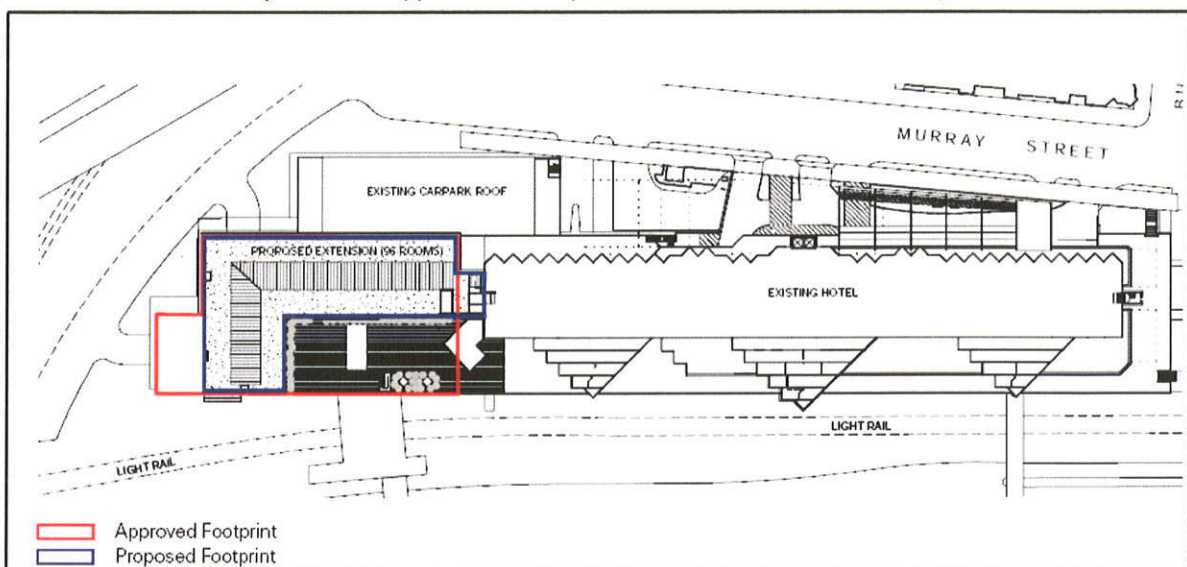 MURRAY STREET
EXISTING CARPARK ROOF
PROPOSED EXTENSION (96 ROOMS)
EXISTING HOTEL
LIGHT RAIL
LIGHT RAIL
Approved Footprint
Proposed Footprint